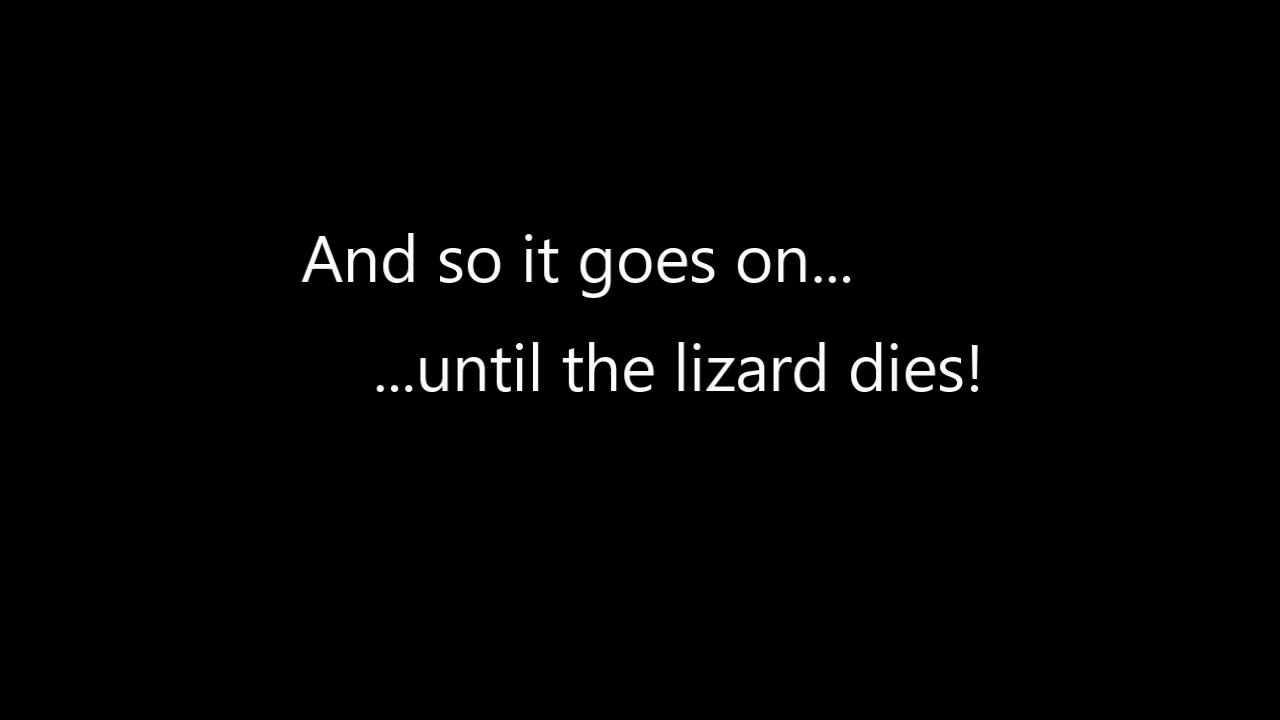 And so it goes on...
...until the lizard dies!